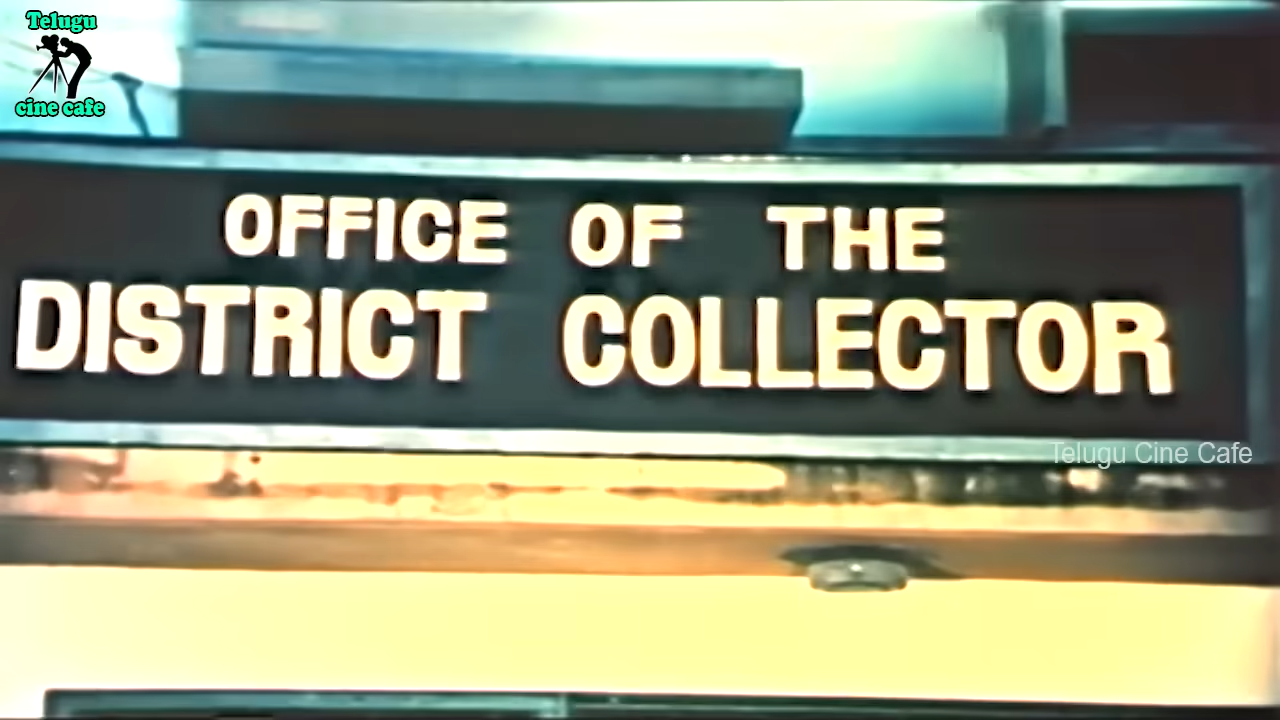 Telugu
cine cafe
OFFICE OF THE
DISTRICT COLLECTOR
Telugu Cine Cafe